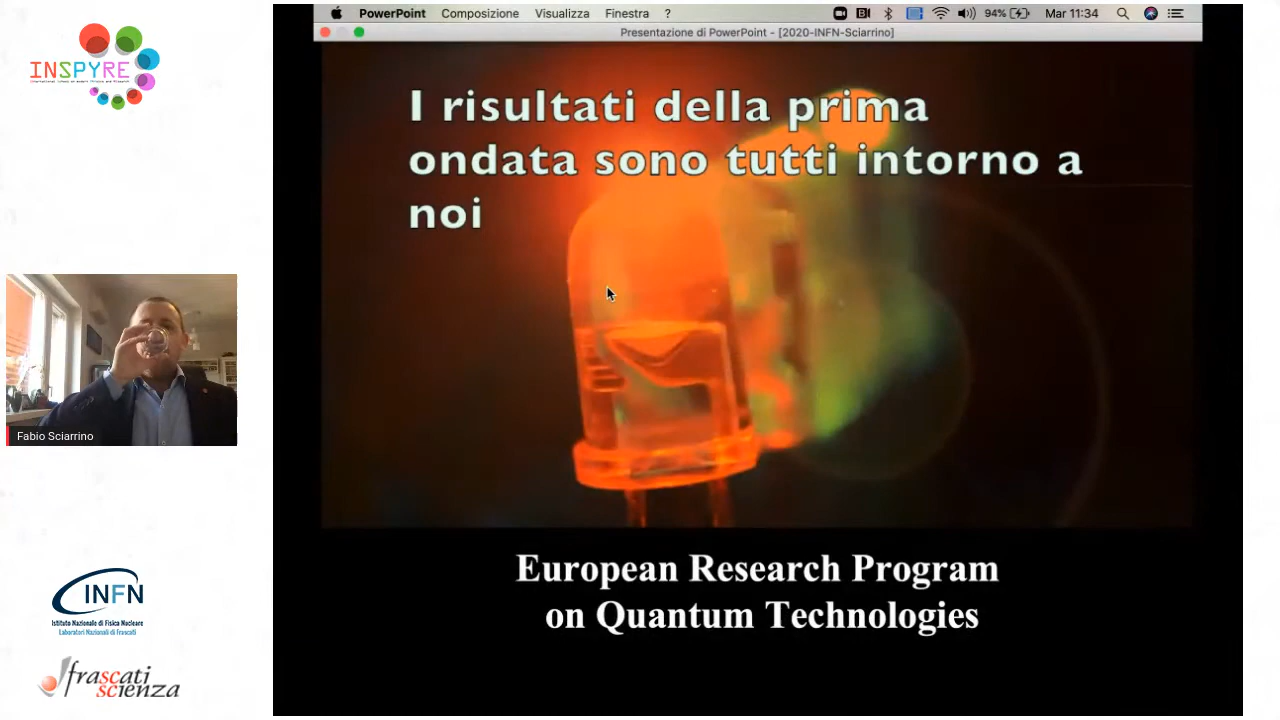 INSPYRE
PowerPoint Composizione Visualizza Finestra ? 94% Mar 11:34
Presentazione di PowerPoint - [2020-INFN-Sciarrino]
I risultati della prima
ondata sono tutti intorno a
noi
Fabio Sciarrino
European Research Program
on Quantum Technologies
INFN
Istituto Nazionale di Fisica Nucleare
Laboratori Nazionali di Frascati
frascati
scienza